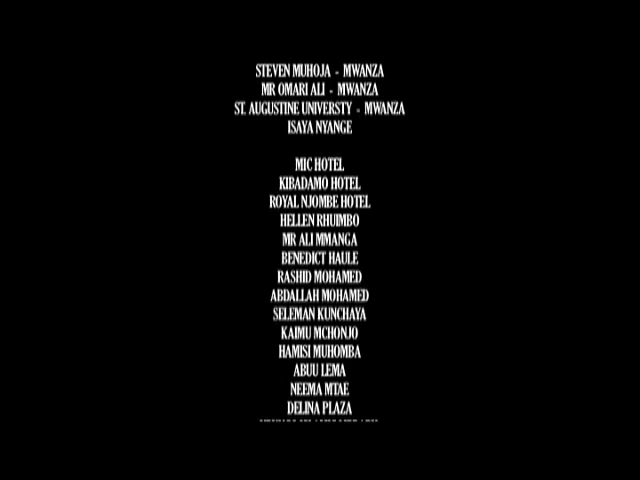 STEVEN MUHOJA - MWANZA
MR OMARI ALI - MWANZA
ST. AUGUSTINE UNIVERSTY - MWANZA
ISAYA NYANGE
MIC HOTEL
KIBADAMO HOTEL
ROYAL NJOMBE HOTEL
HELLEN RHUIMBO
MR ALI MMANGA
BENEDICT HAULE
RASHID MOHAMED
ABDALLAH MOHAMED
SELEMAN KUNCHAYA
KAIMU MCHONJO
HAMISI MUHOMBA
ABUU LEMA
NEEMA MTAE
DELINA PLAZA